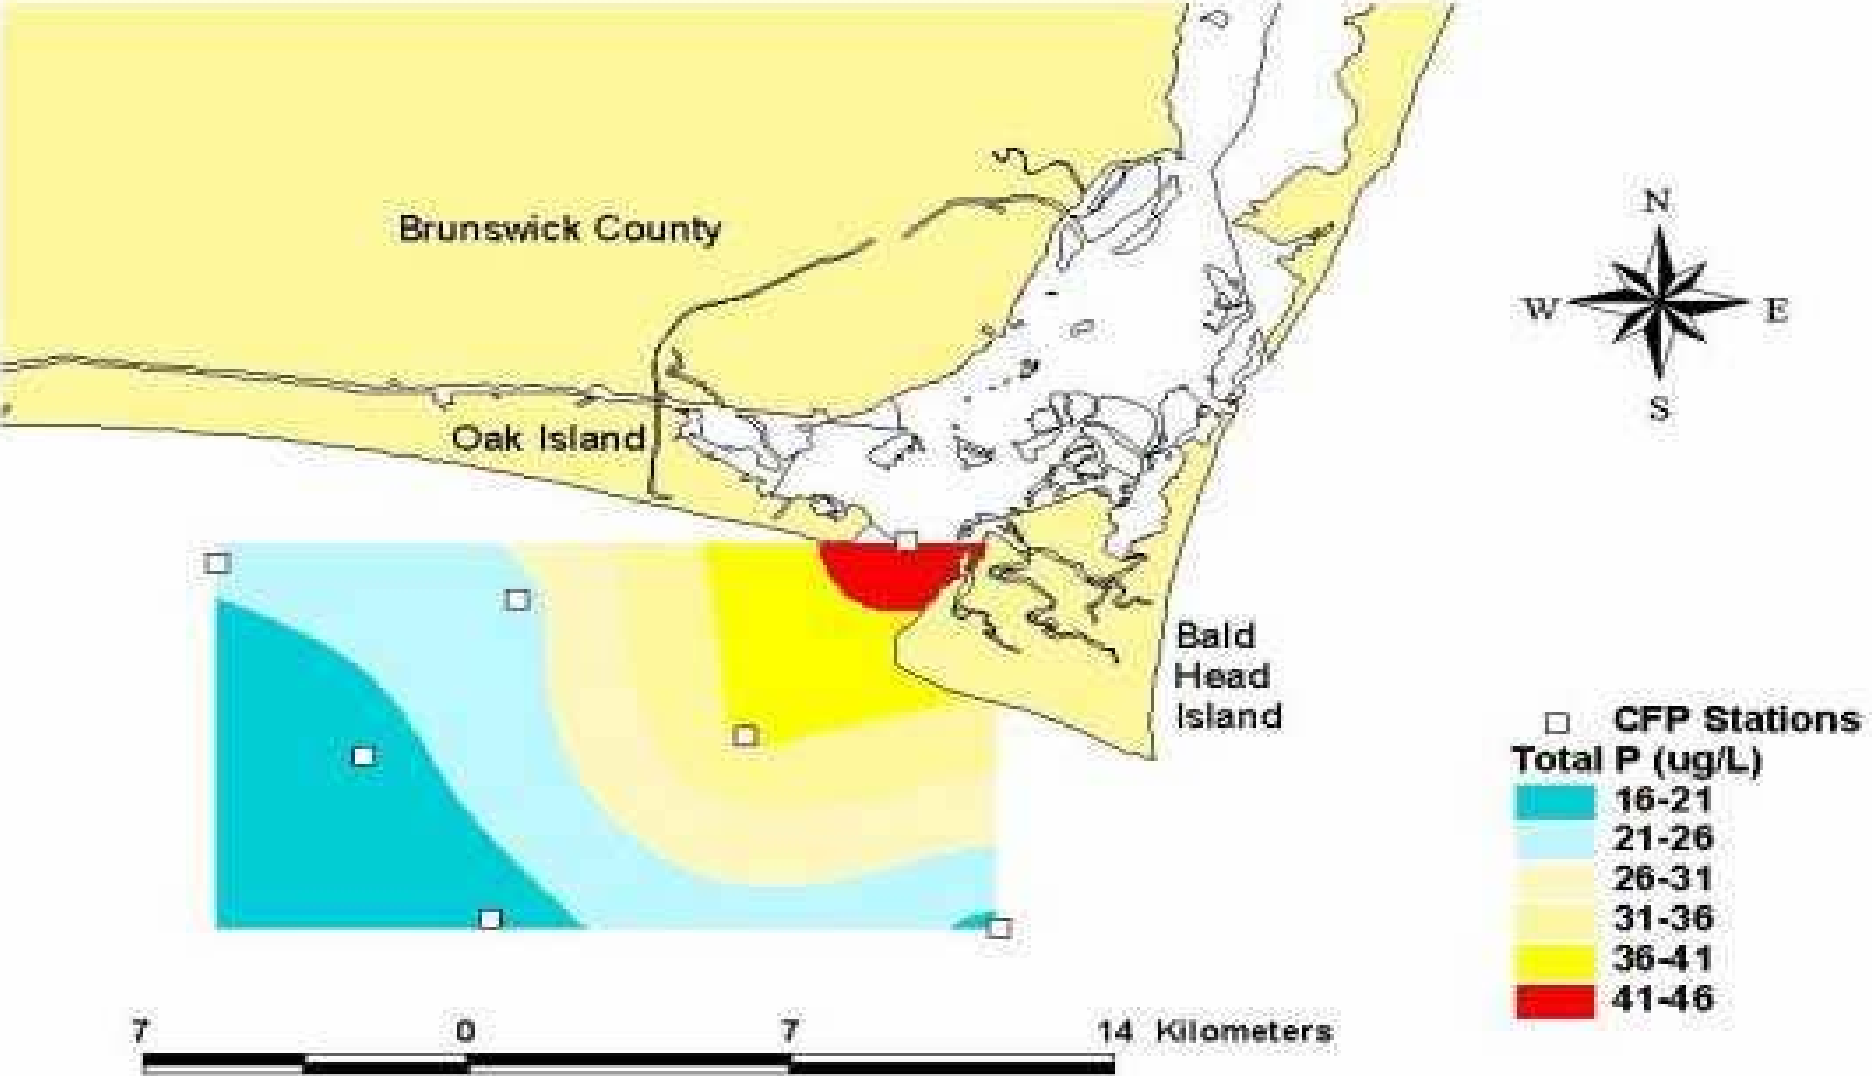 N
W E
S
Brunswick County
Oak Island
Bald
Head
Island
CFP Stations
Total P (ug/L)
16-21
21-26
26-31
31-36
36-41
41-46
7 0 7 14 Kilometers